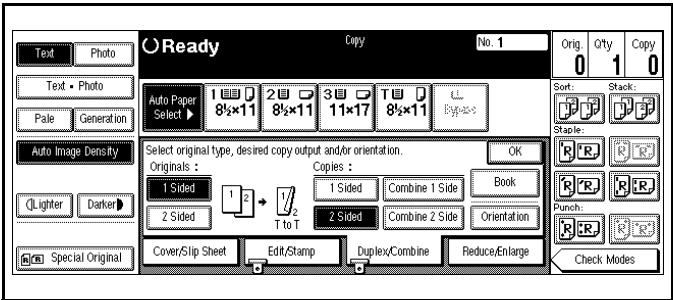 Text Photo
Text • Photo
Pale Generation
Auto Image Density
Lighter Darker
R R Special Original
Ready
Copy
No. 1
Auto Paper Select ▶
1 8½×11
2 8½×11
3 11×17
T 8½×11
Bypass
Select original type, desired copy output and/or orientation.
OK
Originals :
Copies :
1 Sided
2 Sided
1 2 → 1/2
T to T
1 Sided Combine 1 Side
2 Sided Combine 2 Side
Book
Orientation
Cover/Slip Sheet Edit/Stamp Duplex/Combine Reduce/Enlarge
Orig. Q'ty Copy
0 1 0
Sort: Stack:
Staple:
R R R R
R R R R
Punch:
R R R R
Check Modes